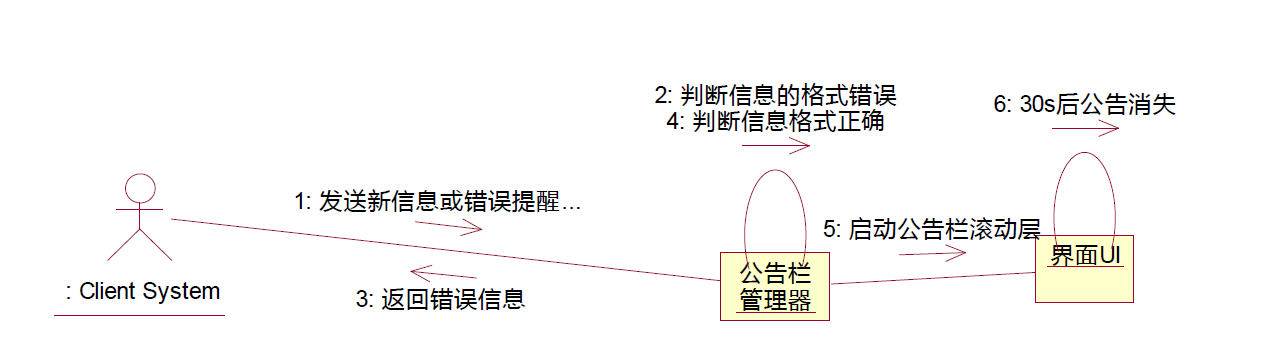 2: 判断信息的格式错误
4: 判断信息格式正确
6: 30s后公告消失
1: 发送新信息或错误提醒...
5: 启动公告栏滚动层
界面UI
公告栏
管理器
: Client System
3: 返回错误信息